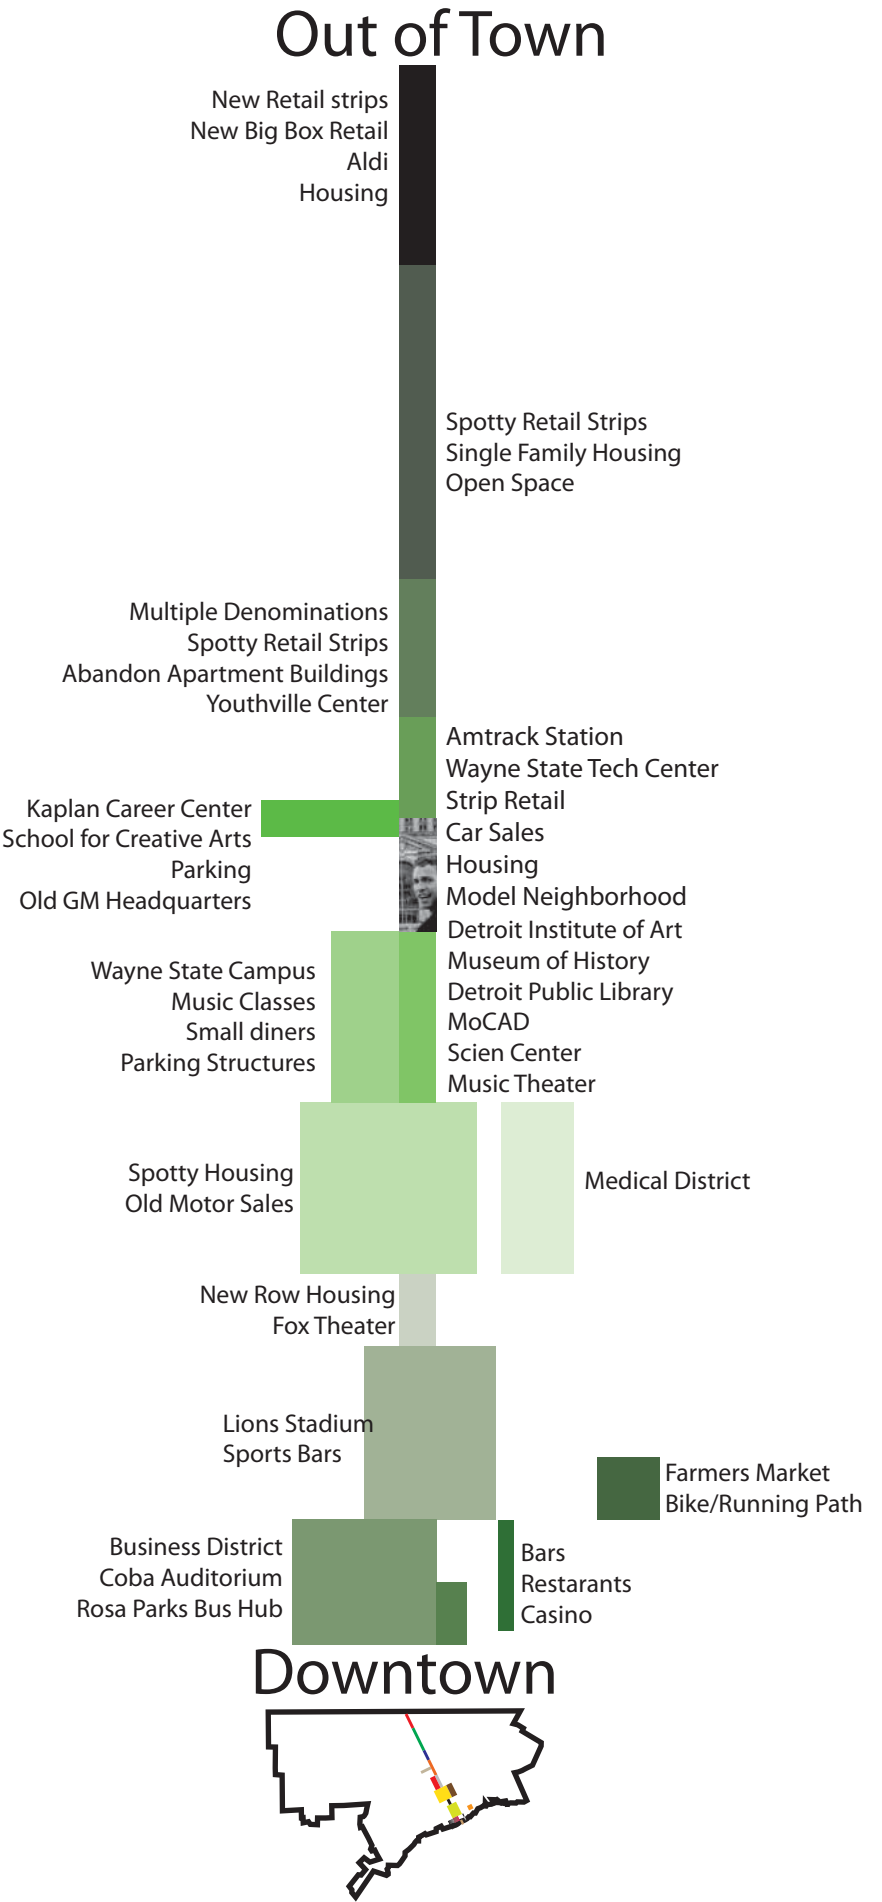 Out of Town
New Retail strips
New Big Box Retail
Aldi
Housing
Spotty Retail Strips
Single Family Housing
Open Space
Multiple Denominations
Spotty Retail Strips
Abandon Apartment Buildings
Youthville Center
Amtrack Station
Wayne State Tech Center
Strip Retail
Car Sales
Housing
Model Neighborhood
Kaplan Career Center
School for Creative Arts
Parking
Old GM Headquarters
Detroit Institute of Art
Museum of History
Detroit Public Library
MoCAD
Scien Center
Music Theater
Wayne State Campus
Music Classes
Small diners
Parking Structures
Spotty Housing
Old Motor Sales
Medical District
New Row Housing
Fox Theater
Lions Stadium
Sports Bars
Farmers Market
Bike/Running Path
Business District
Coba Auditorium
Rosa Parks Bus Hub
Bars
Restarants
Casino
Downtown